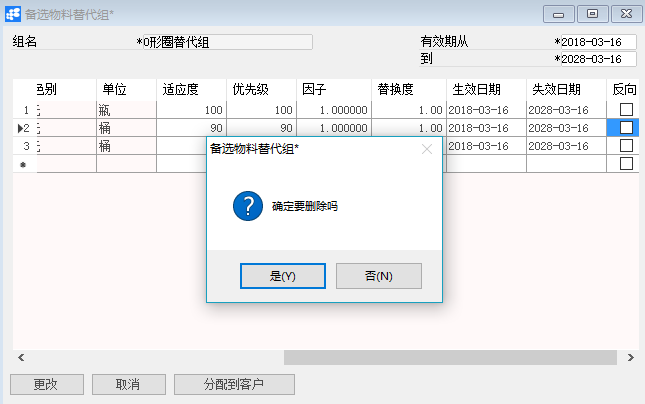 备选物料替代组*
组名 *O形圈替代组 有效期从 *2018-03-16
到 *2028-03-16
色别 单位 适应度 优先级 因子 替换度 生效日期 失效日期 反向
1 瓶 100 100 1.000000 1.00 2018-03-16 2028-03-16
2 桶 90 90 1.000000 1.00 2018-03-16 2028-03-16
3 桶 2018-03-16 2028-03-16
*
备选物料替代组*
确定要删除吗
是(Y) 否(N)
更改 取消 分配到客户